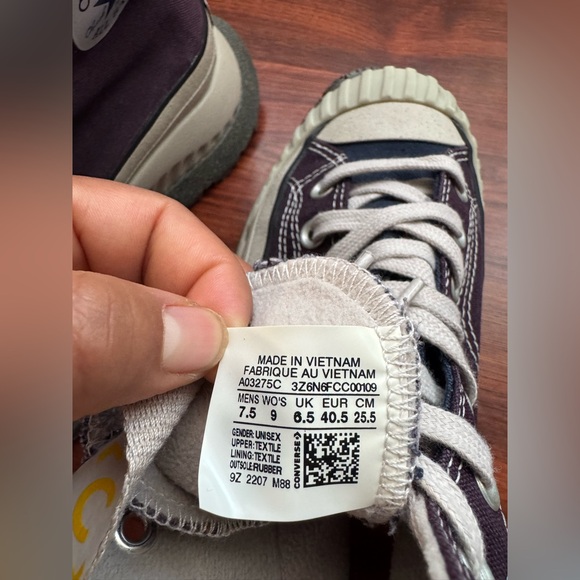 MADE IN VIETNAM
FABRIQUE AU VIETNAM
A03275C 3Z6N6FCC00109
MENS WO'S UK EUR CM
7.5 9 6.5 40.5 25.5
GENDER: UNISEX
UPPER: TEXTILE
LINING: TEXTILE
OUTSOLE:RUBBER
CONVERSE
9Z 2207 M88